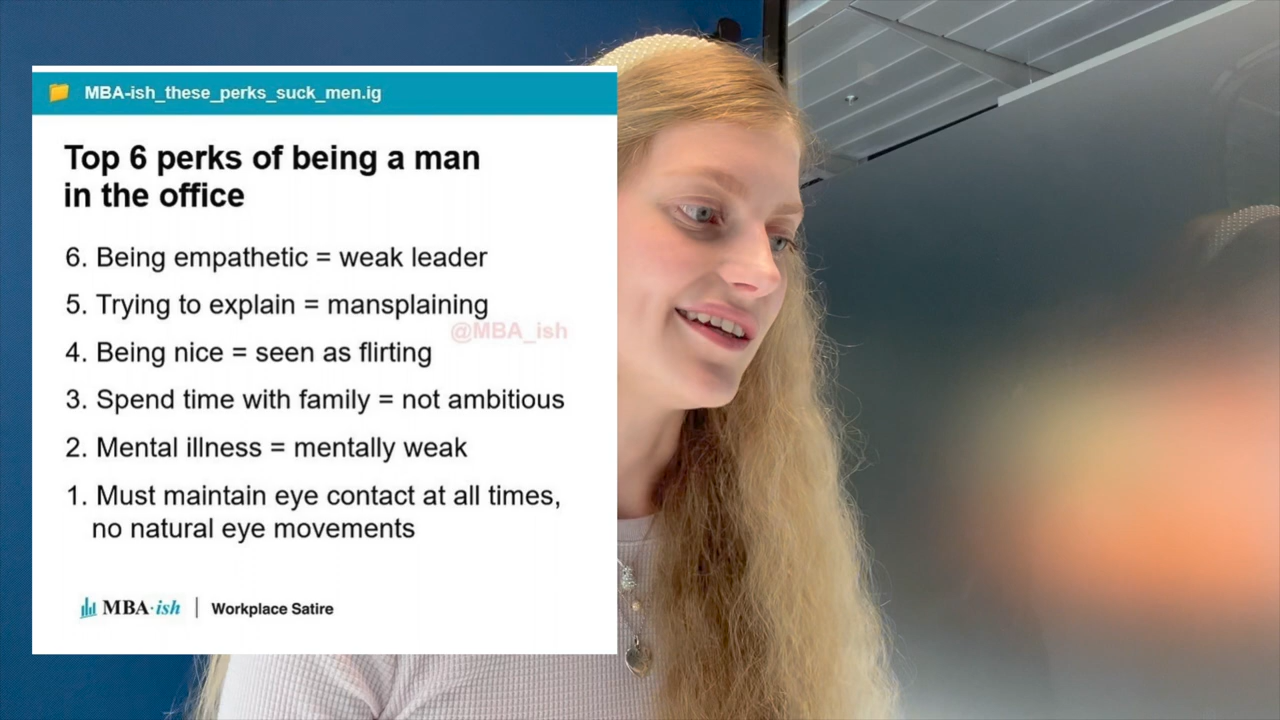 MBA-ish_these_perks_suck_men.ig
Top 6 perks of being a man
in the office
6. Being empathetic = weak leader
5. Trying to explain = mansplaining
@MBA_ish
4. Being nice = seen as flirting
3. Spend time with family = not ambitious
2. Mental illness = mentally weak
1. Must maintain eye contact at all times,
no natural eye movements
MBA·ish | Workplace Satire